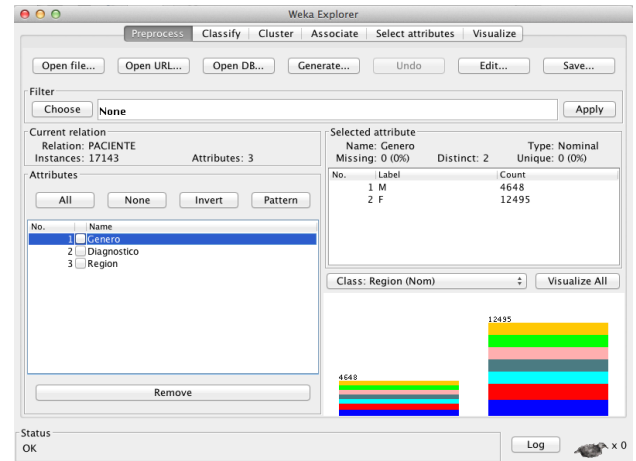 Weka Explorer
Preprocess Classify Cluster Associate Select attributes Visualize
Open file... Open URL... Open DB... Generate... Undo Edit... Save...
Filter
Choose None Apply
Current relation
Relation: PACIENTE
Instances: 17143 Attributes: 3
Attributes
All None Invert Pattern
No. Name
1 Genero
2 Diagnostico
3 Region
Remove
Selected attribute
Name: Genero Type: Nominal
Missing: 0 (0%) Distinct: 2 Unique: 0 (0%)
No. Label Count
1 M 4648
2 F 12495
Class: Region (Nom) Visualize All
12495
4648
Status
OK
Log x 0